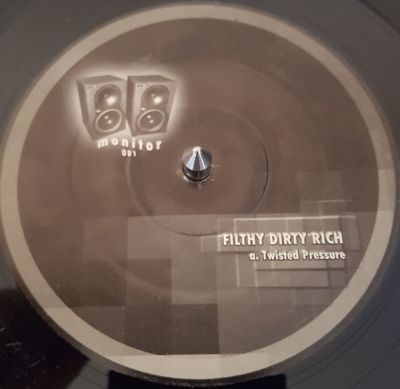 monitor
001
FILTHY DIRTY RICH
a. Twisted Pressure